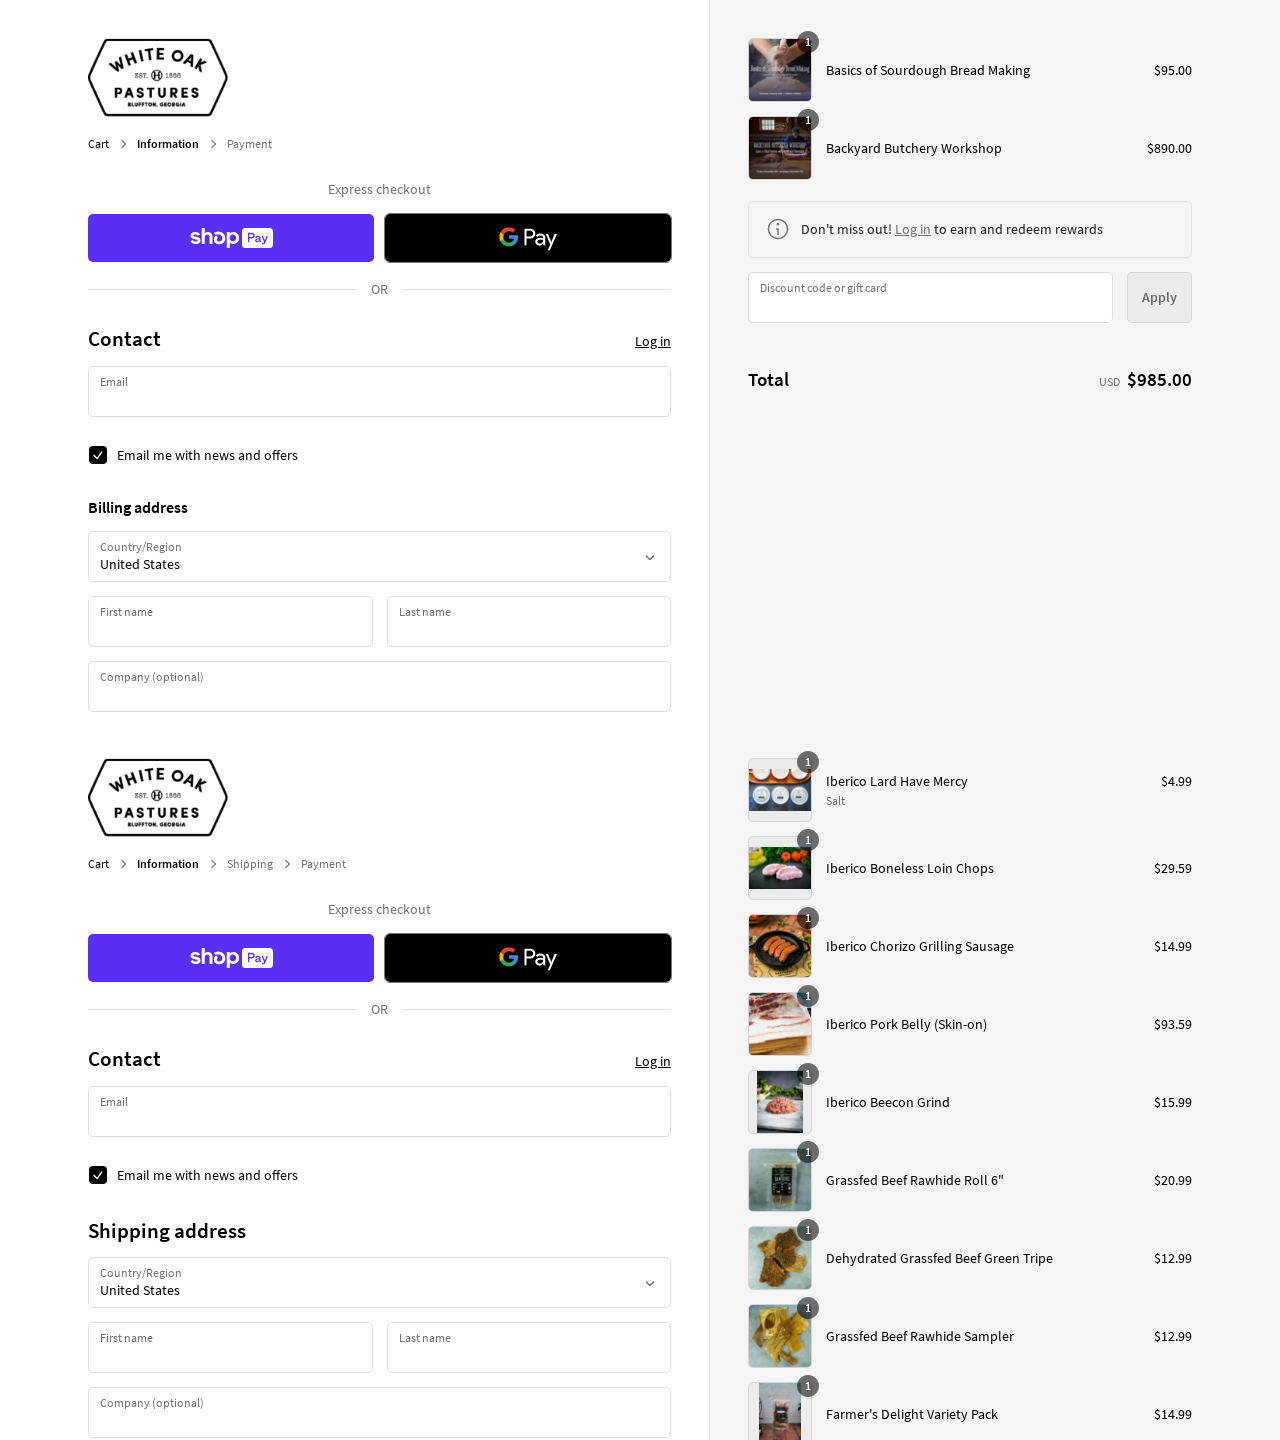 WHITE OAK
EST. H 1866
PASTURES
BLUFFTON, GEORGIA
Cart
Information
Payment
Express checkout
shop Pay
G Pay
OR
Contact
Log in
Email
Email me with news and offers
Billing address
Country/Region
United States
First name
Last name
Company (optional)
1
Basics of Sourdough Bread Making
$95.00
1
Backyard Butchery Workshop
$890.00
Don't miss out! Log in to earn and redeem rewards
Discount code or gift card
Apply
Total
USD $985.00
WHITE OAK
EST. H 1866
PASTURES
BLUFFTON, GEORGIA
Cart
Information
Shipping
Payment
Express checkout
shop Pay
G Pay
OR
Contact
Log in
Email
Email me with news and offers
Shipping address
Country/Region
United States
First name
Last name
Company (optional)
1
Iberico Lard Have Mercy
Salt
$4.99
1
Iberico Boneless Loin Chops
$29.59
1
Iberico Chorizo Grilling Sausage
$14.99
1
Iberico Pork Belly (Skin-on)
$93.59
1
Iberico Beecon Grind
$15.99
1
Grassfed Beef Rawhide Roll 6"
$20.99
1
Dehydrated Grassfed Beef Green Tripe
$12.99
1
Grassfed Beef Rawhide Sampler
$12.99
1
Farmer's Delight Variety Pack
$14.99